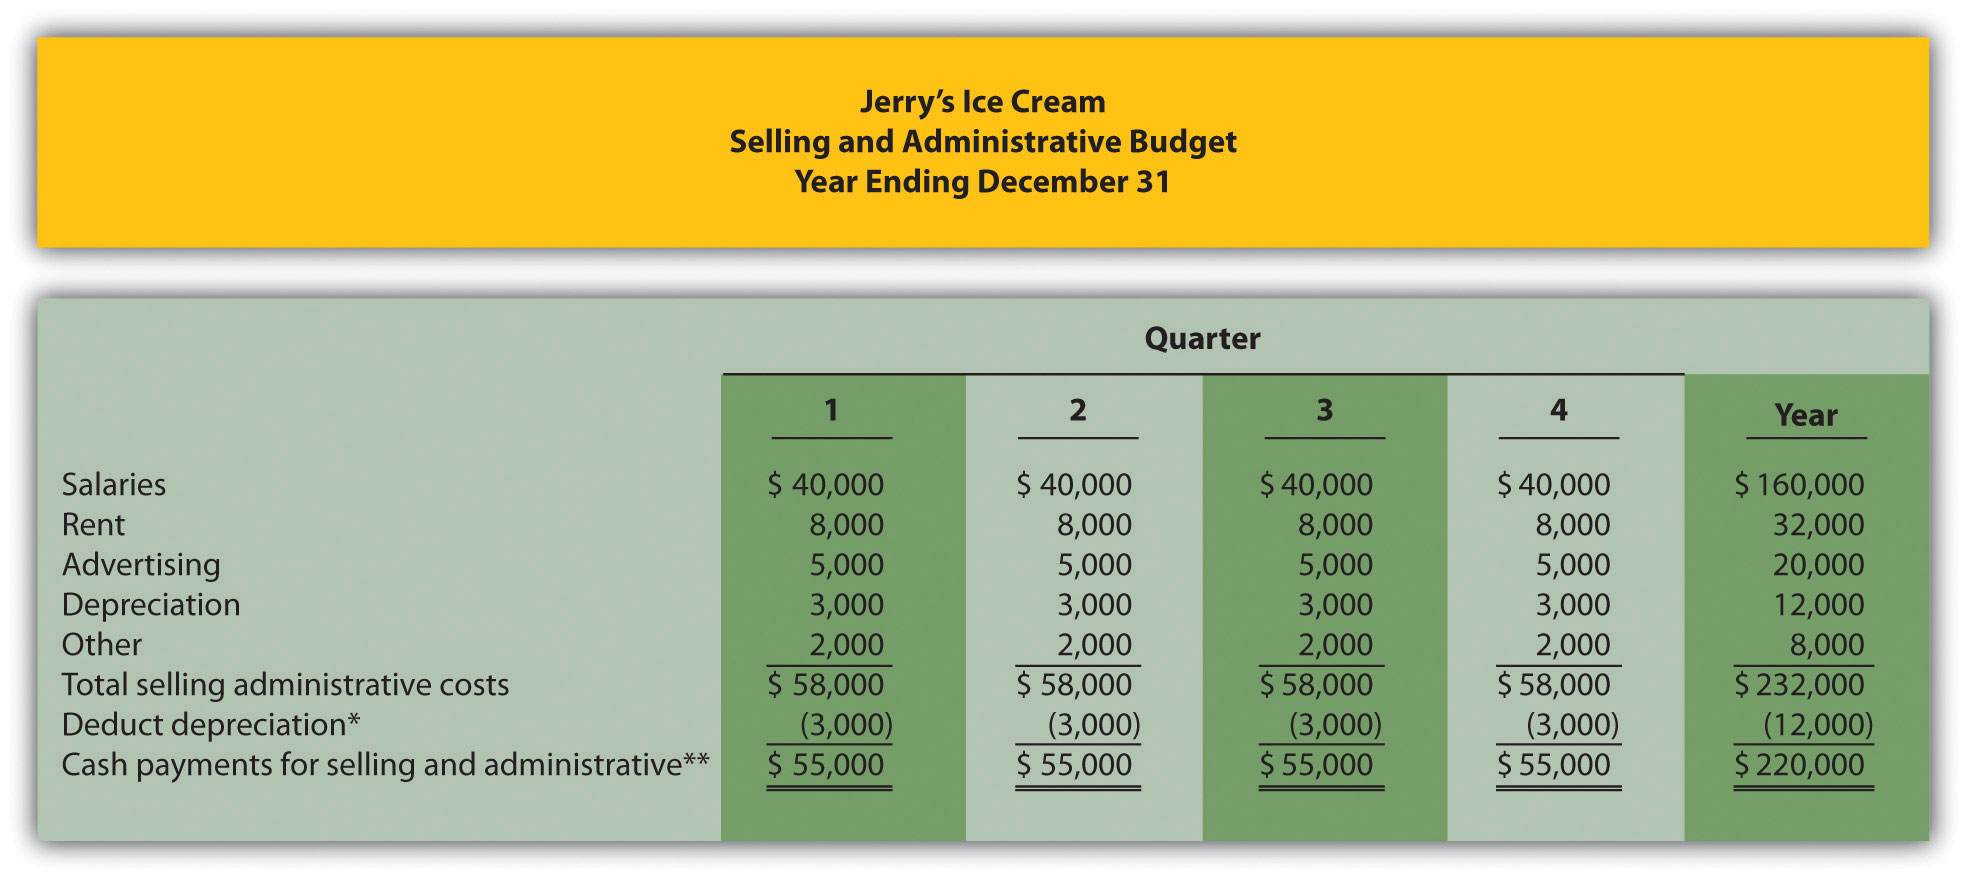 Jerry’s Ice Cream
Selling and Administrative Budget
Year Ending December 31
Quarter
1 2 3 4 Year
Salaries $ 40,000 $ 40,000 $ 40,000 $ 40,000 $ 160,000
Rent 8,000 8,000 8,000 8,000 32,000
Advertising 5,000 5,000 5,000 5,000 20,000
Depreciation 3,000 3,000 3,000 3,000 12,000
Other 2,000 2,000 2,000 2,000 8,000
Total selling administrative costs $ 58,000 $ 58,000 $ 58,000 $ 58,000 $ 232,000
Deduct depreciation* (3,000) (3,000) (3,000) (3,000) (12,000)
Cash payments for selling and administrative** $ 55,000 $ 55,000 $ 55,000 $ 55,000 $ 220,000